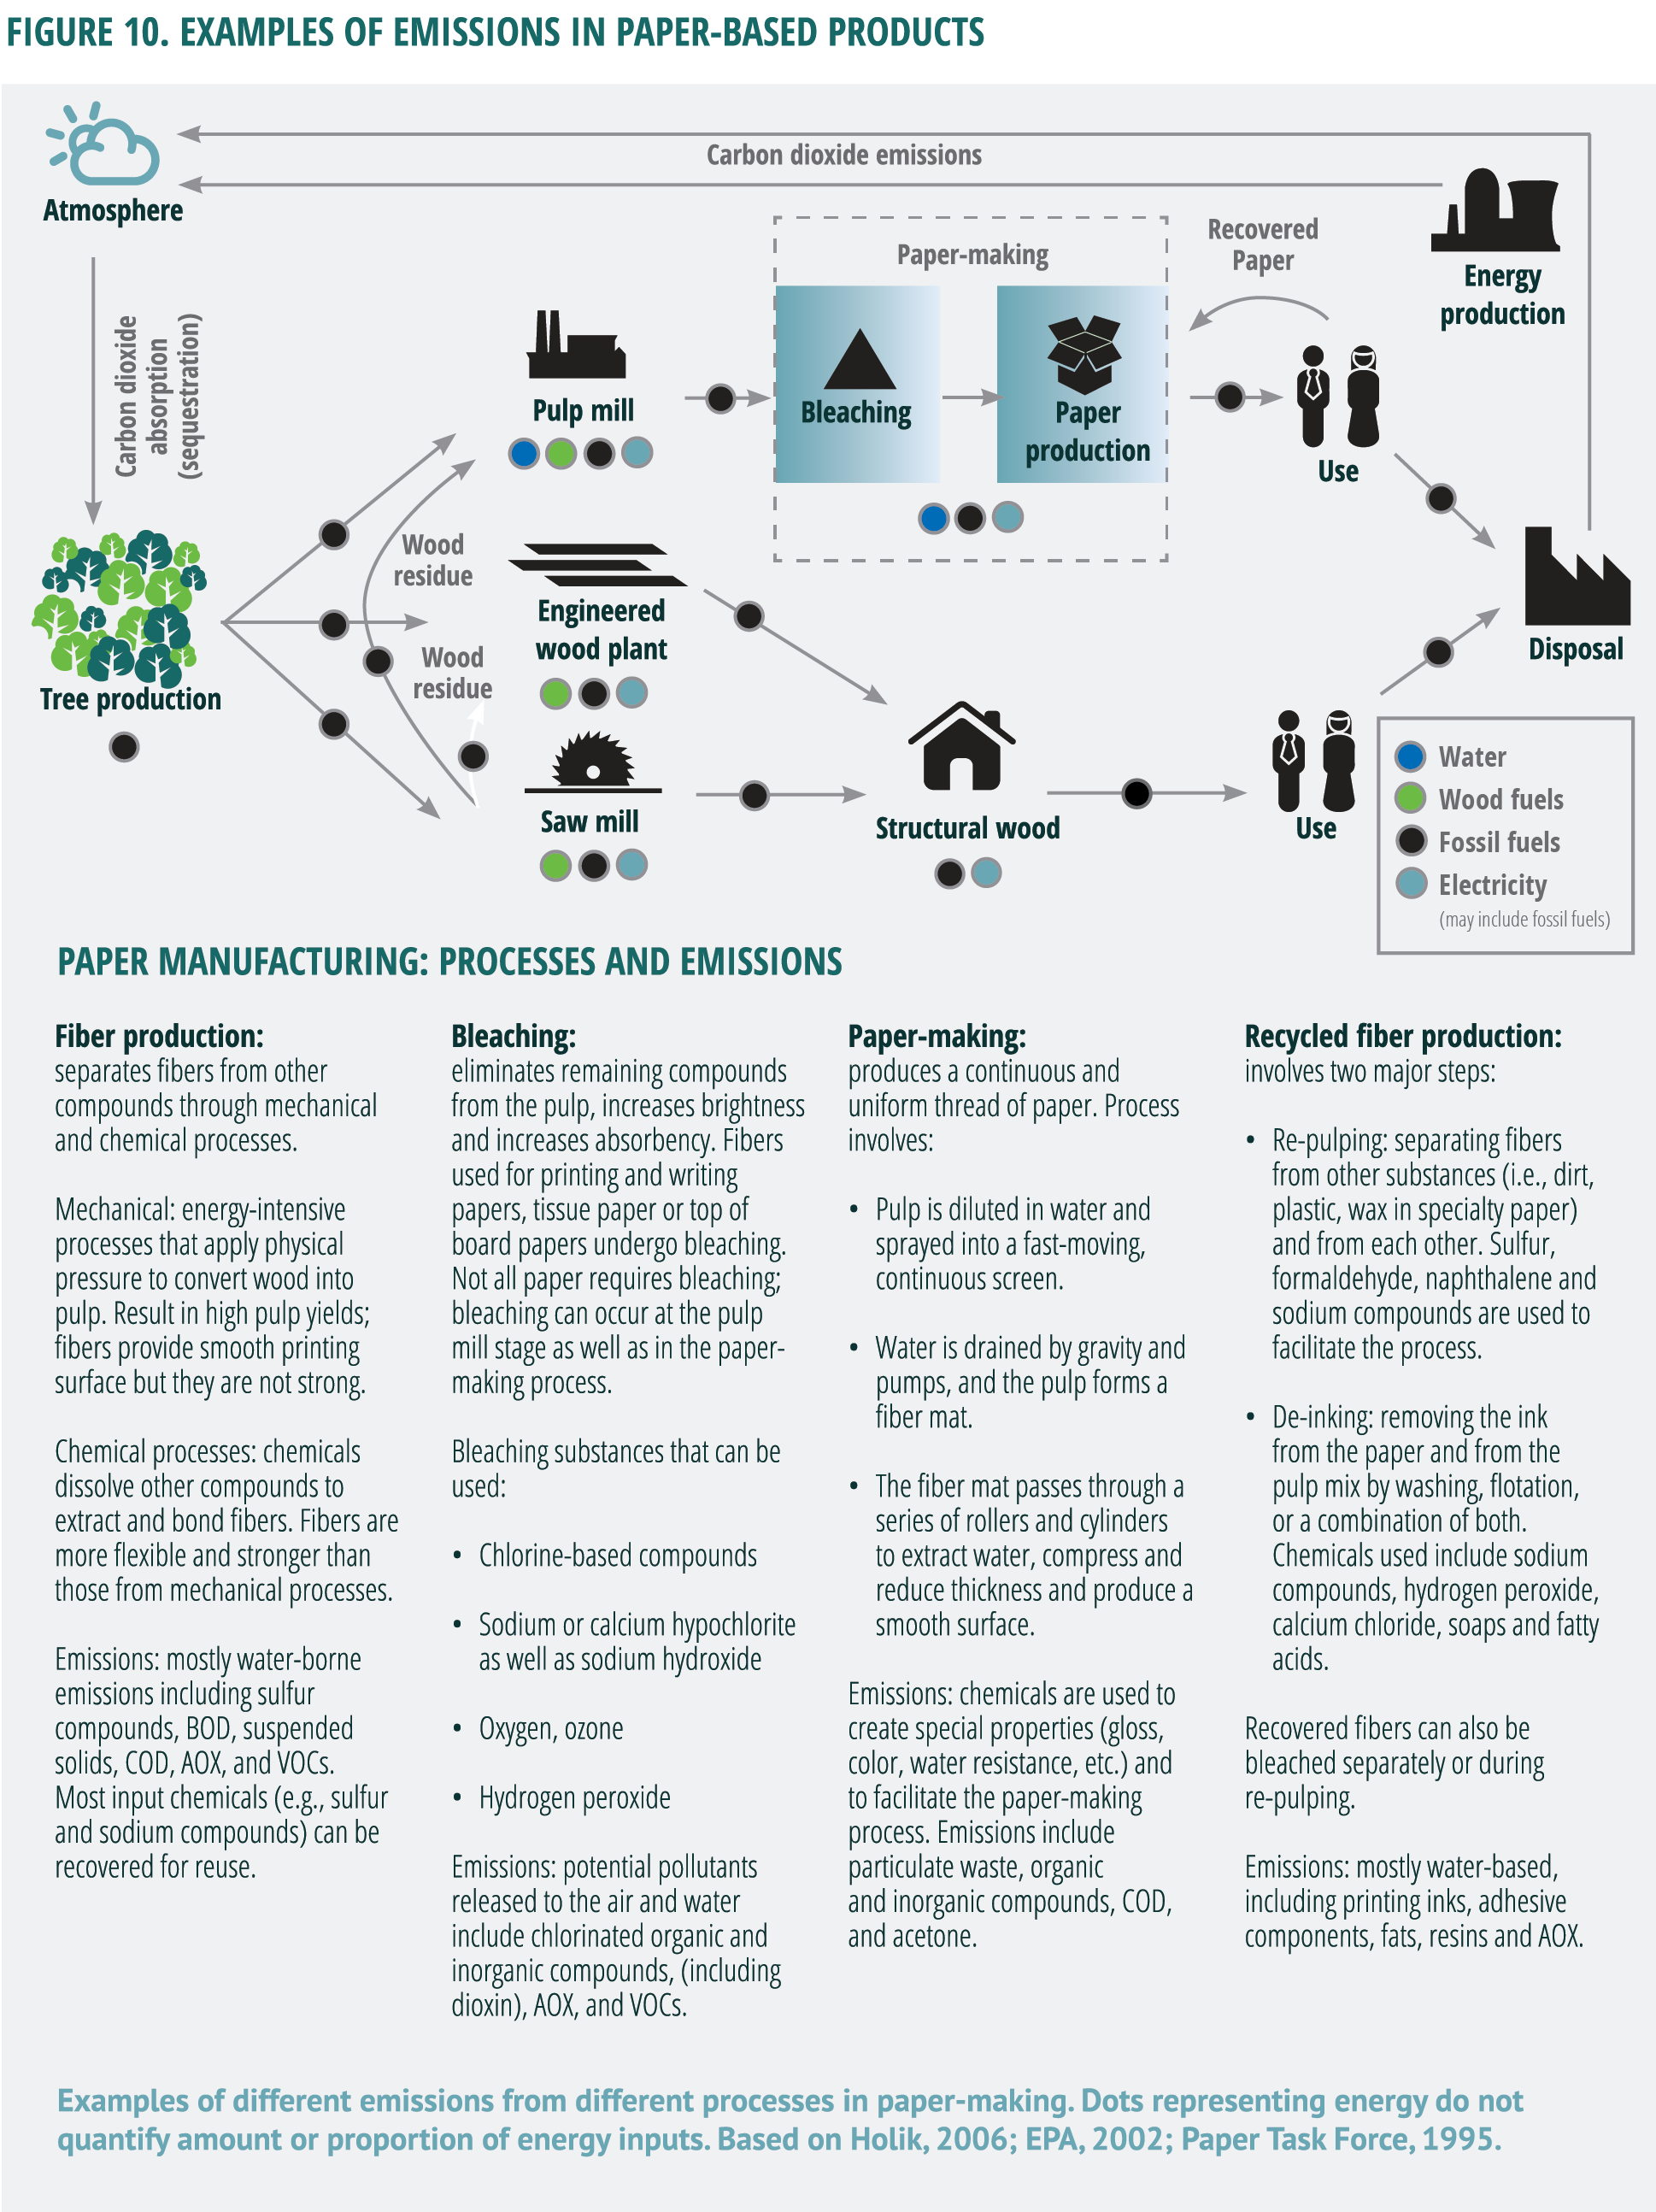 FIGURE 10. EXAMPLES OF EMISSIONS IN PAPER-BASED PRODUCTS
Carbon dioxide emissions
Atmosphere
Carbon dioxide
absorption
(sequestration)
Energy
production
Recovered
Paper
Paper-making
Pulp mill
Bleaching
Paper
production
Use
Wood
residue
Engineered
wood plant
Wood
residue
Disposal
Tree production
Saw mill
Structural wood
Use
Water
Wood fuels
Fossil fuels
Electricity
(may include fossil fuels)
PAPER MANUFACTURING: PROCESSES AND EMISSIONS
Fiber production:
separates fibers from other
compounds through mechanical
and chemical processes.
Mechanical: energy-intensive
processes that apply physical
pressure to convert wood into
pulp. Result in high pulp yields;
fibers provide smooth printing
surface but they are not strong.
Chemical processes: chemicals
dissolve other compounds to
extract and bond fibers. Fibers are
more flexible and stronger than
those from mechanical processes.
Emissions: mostly water-borne
emissions including sulfur
compounds, BOD, suspended
solids, COD, AOX, and VOCs.
Most input chemicals (e.g., sulfur
and sodium compounds) can be
recovered for reuse.
Bleaching:
eliminates remaining compounds
from the pulp, increases brightness
and increases absorbency. Fibers
used for printing and writing
papers, tissue paper or top of
board papers undergo bleaching.
Not all paper requires bleaching;
bleaching can occur at the pulp
mill stage as well as in the paper-
making process.
Bleaching substances that can be
used:
• Chlorine-based compounds
• Sodium or calcium hypochlorite
as well as sodium hydroxide
• Oxygen, ozone
• Hydrogen peroxide
Emissions: potential pollutants
released to the air and water
include chlorinated organic and
inorganic compounds, (including
dioxin), AOX, and VOCs.
Paper-making:
produces a continuous and
uniform thread of paper. Process
involves:
• Pulp is diluted in water and
sprayed into a fast-moving,
continuous screen.
• Water is drained by gravity and
pumps, and the pulp forms a
fiber mat.
• The fiber mat passes through a
series of rollers and cylinders
to extract water, compress and
reduce thickness and produce a
smooth surface.
Emissions: chemicals are used to
create special properties (gloss,
color, water resistance, etc.) and
to facilitate the paper-making
process. Emissions include
particulate waste, organic
and inorganic compounds, COD,
and acetone.
Recycled fiber production:
involves two major steps:
• Re-pulping: separating fibers
from other substances (i.e., dirt,
plastic, wax in specialty paper)
and from each other. Sulfur,
formaldehyde, naphthalene and
sodium compounds are used to
facilitate the process.
• De-inking: removing the ink
from the paper and from the
pulp mix by washing, flotation,
or a combination of both.
Chemicals used include sodium
compounds, hydrogen peroxide,
calcium chloride, soaps and fatty
acids.
Recovered fibers can also be
bleached separately or during
re-pulping.
Emissions: mostly water-based,
including printing inks, adhesive
components, fats, resins and AOX.
Examples of different emissions from different processes in paper-making. Dots representing energy do not
quantify amount or proportion of energy inputs. Based on Holik, 2006; EPA, 2002; Paper Task Force, 1995.